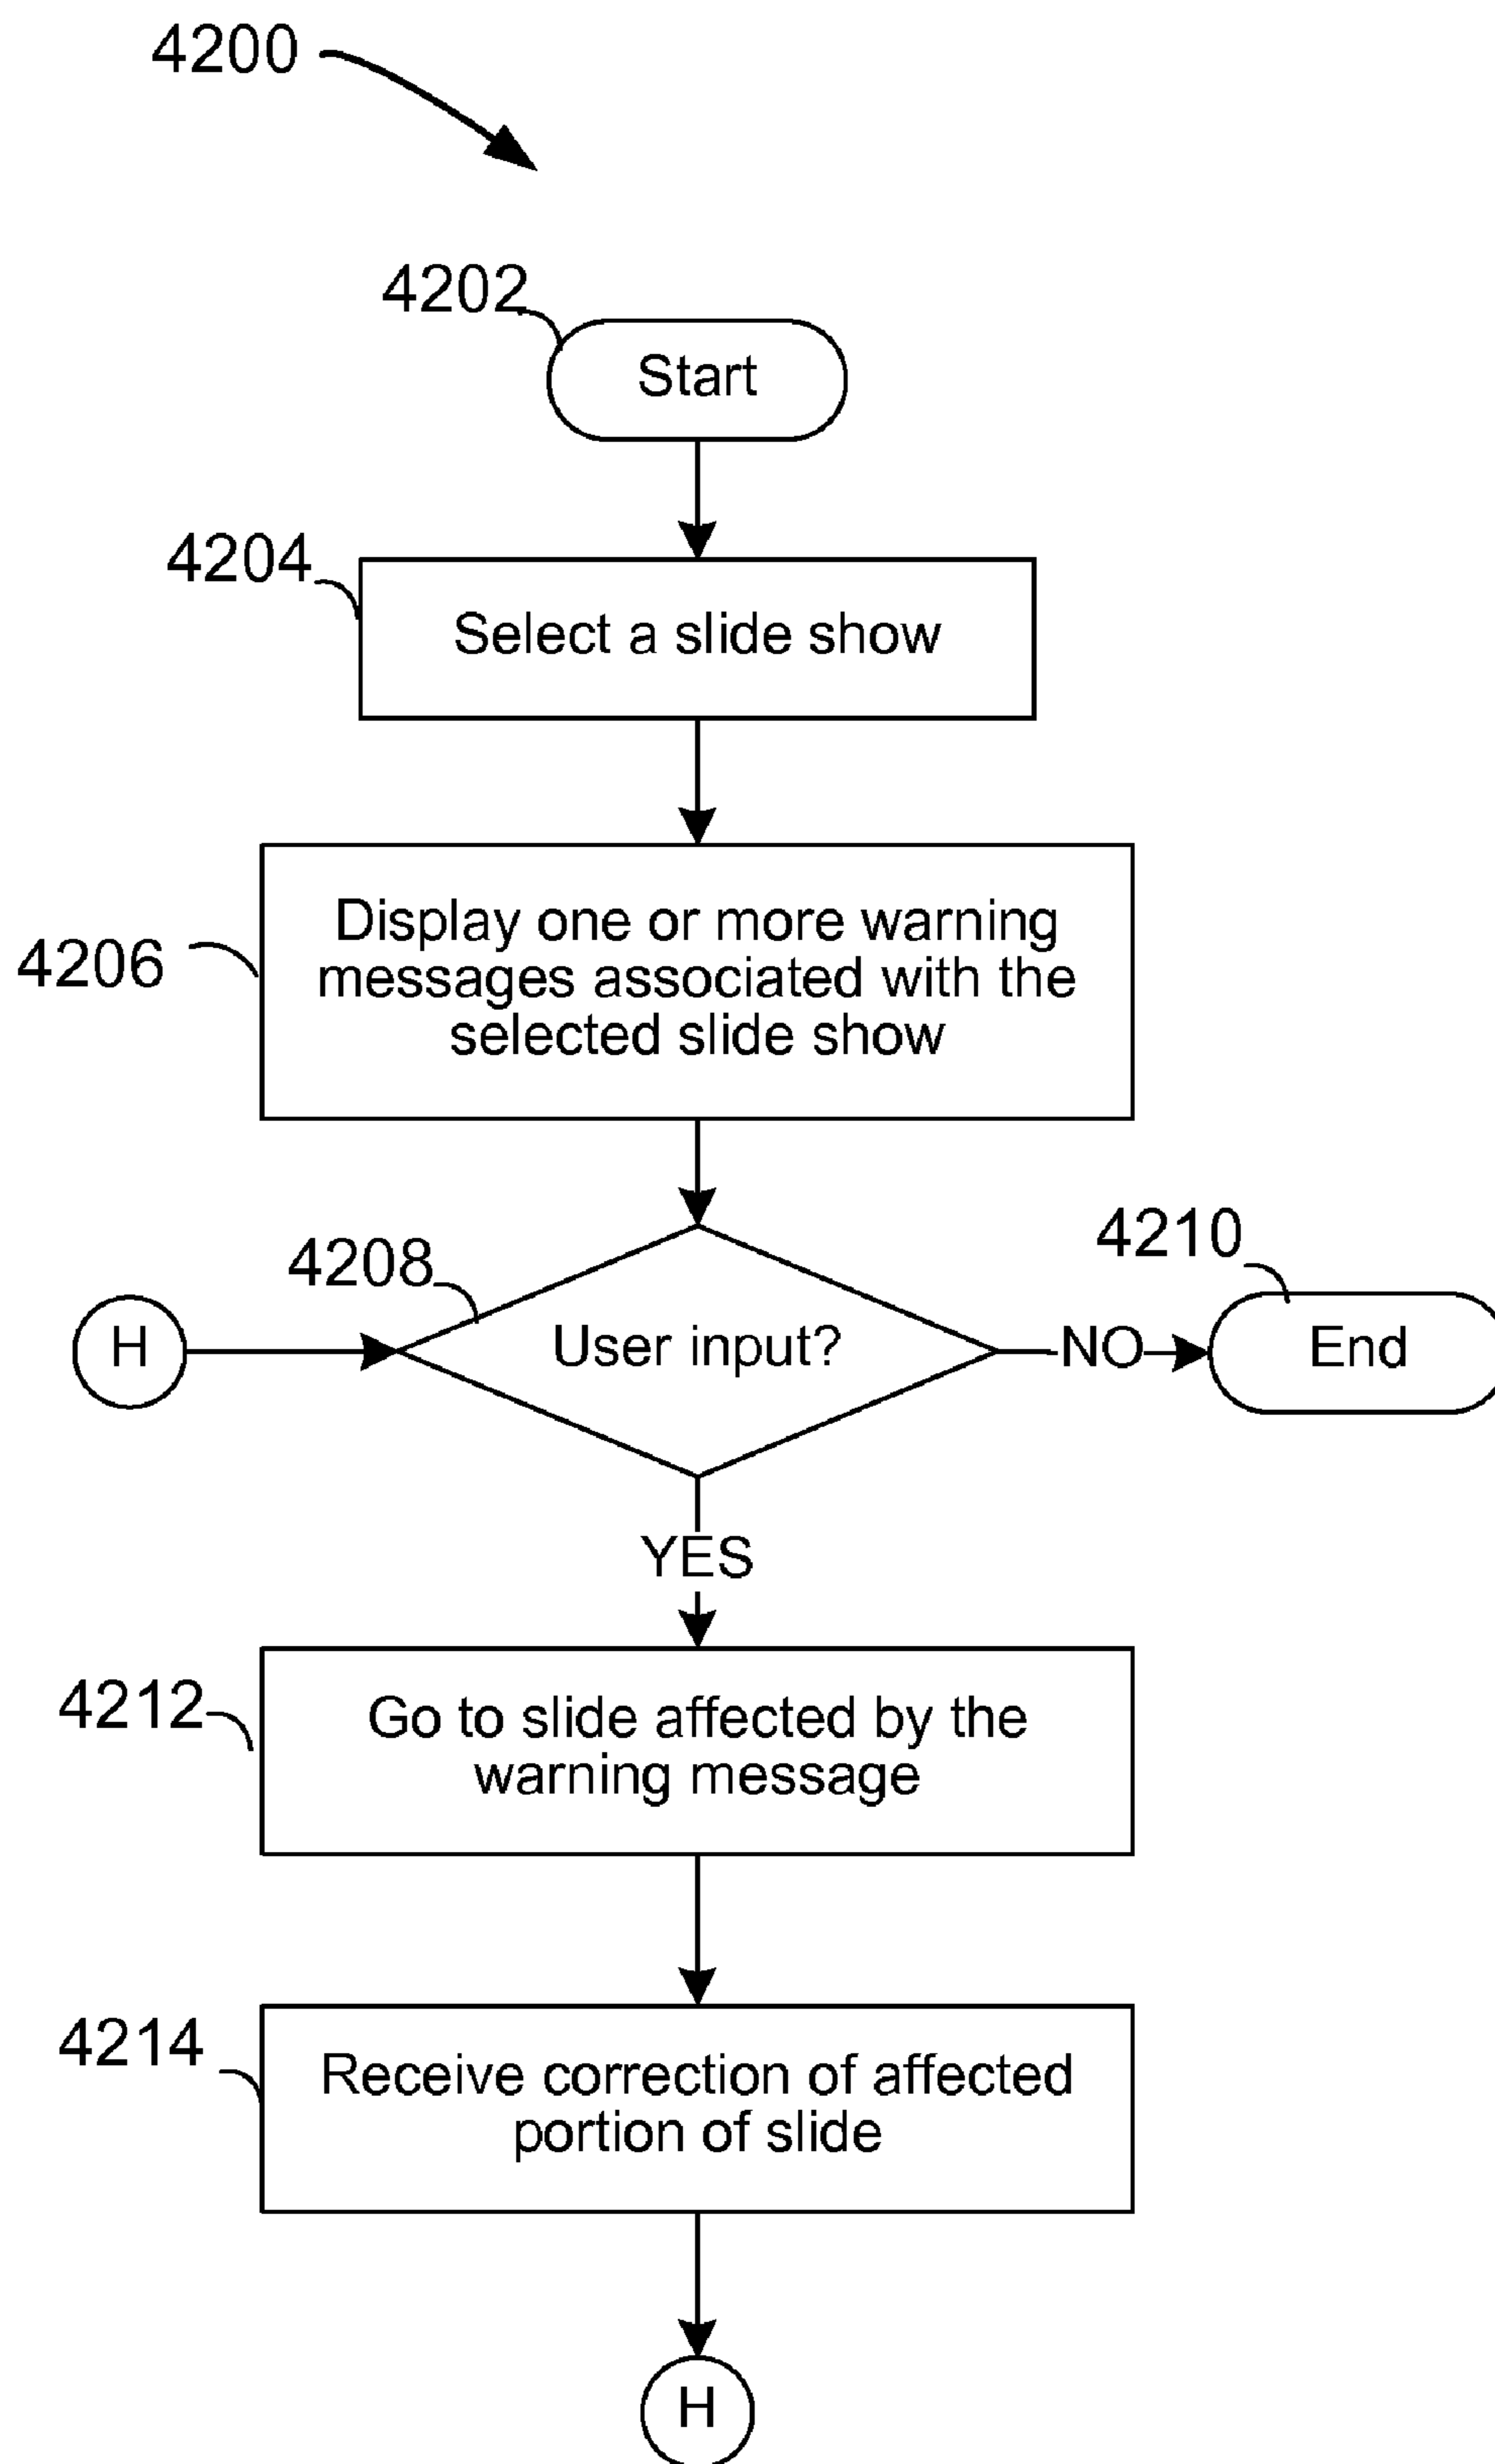 4200
4202
Start
4204
Select a slide show
4206
Display one or more warning
messages associated with the
selected slide show
4208
4210
H
User input?
NO
End
YES
4212
Go to slide affected by the
warning message
4214
Receive correction of affected
portion of slide
H